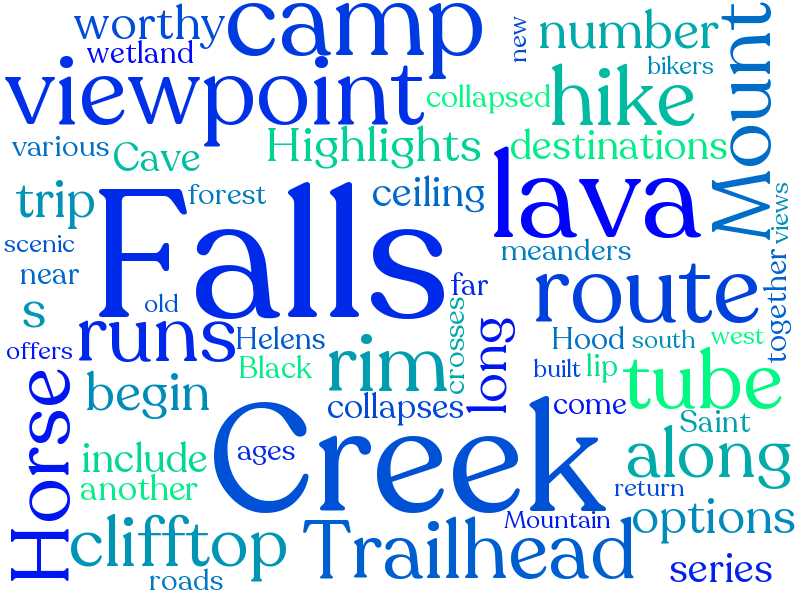 worthy
camp
new
number
Mount
wetland
bikers
viewpoint
collapsed
hike
various
Cave
Highlights
destinations
trip
forest
ceiling
lava
views
scenic
Falls
meanders
near
far
route
together
s
old
crosses
runs
Helens
long
Hood
south
west
offers
Black
rim
built
lip
tube
Horse
begin
collapses
come
Saint
Creek
ages
include
along
another
return
Mountain
options
clifftop
Trailhead
series
roads